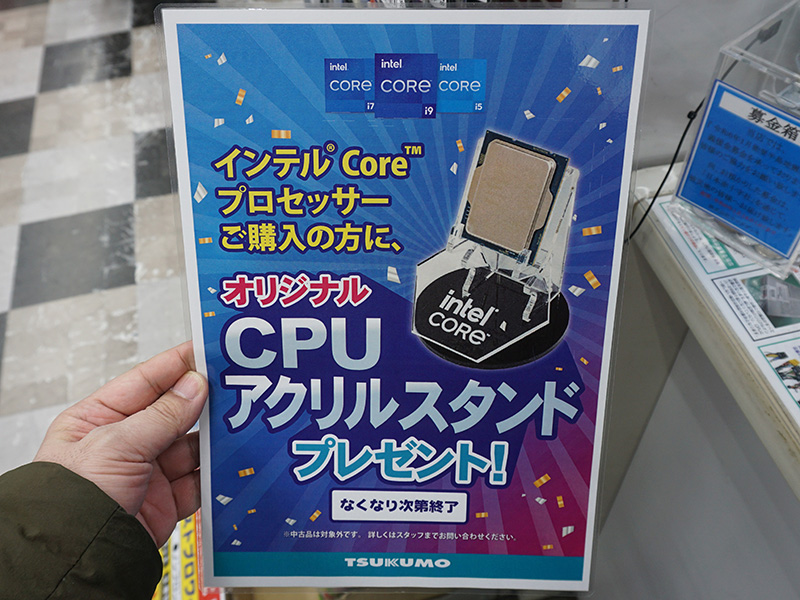 intel.
CORE
i7
intel.
CORE
i9
intel.
CORE
i5
インテル® Core™
プロセッサー
ご購入の方に、
オリジナル
CPU
アクリルスタンド
プレゼント!
intel
CORE™
なくなり次第終了
※中古品は対象外です。 詳しくはスタッフまでお問い合わせください。
TSUKUMO
募金箱